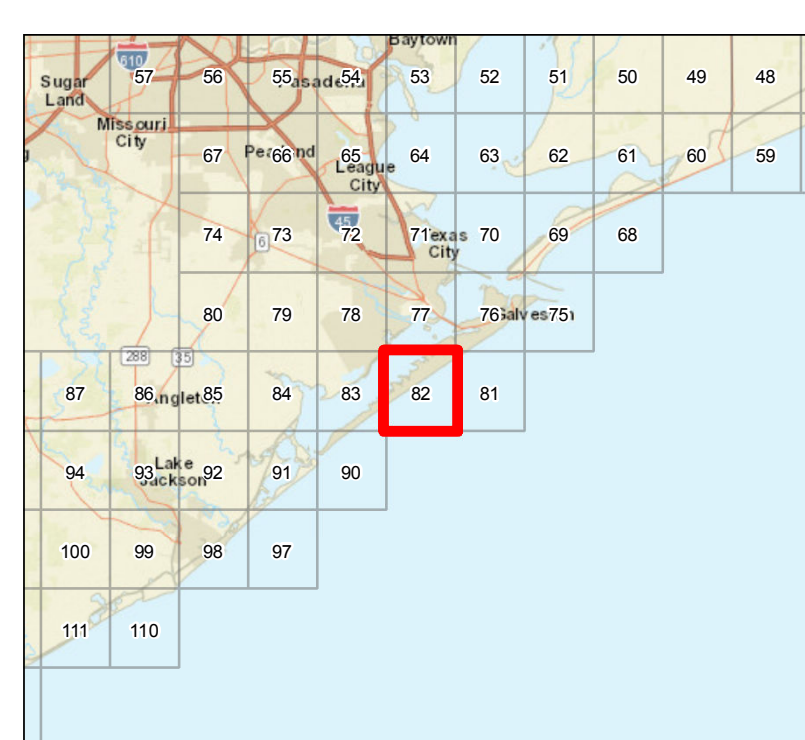 Baytown
610
57 56 55 54 53 52 51 50 49 48
Sugar
Land
Pasadena
Missouri
City
67 66 65 64 63 62 61 60 59
Pearland
League
City
45
74 6 73 72 71 70 69 68
Texas
City
80 79 78 77 76 75
Galveston
288 35
87 86 85 84 83 82 81
Angleton
94 93 92 91 90
Lake
Jackson
100 99 98 97
111 110